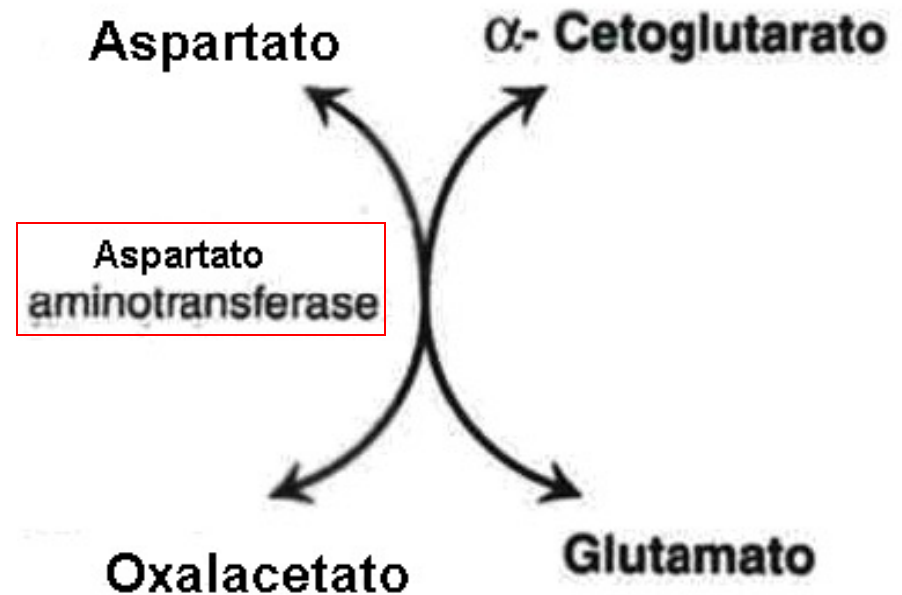 Aspartato
α- Cetoglutarato
Aspartato
aminotransferase
Oxalacetato
Glutamato